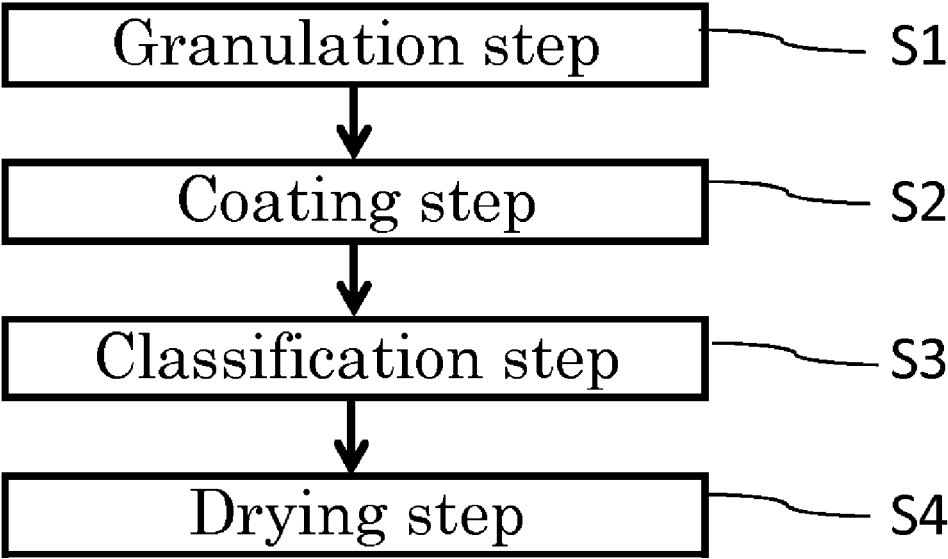 Granulation step S1
Coating step S2
Classification step S3
Drying step S4